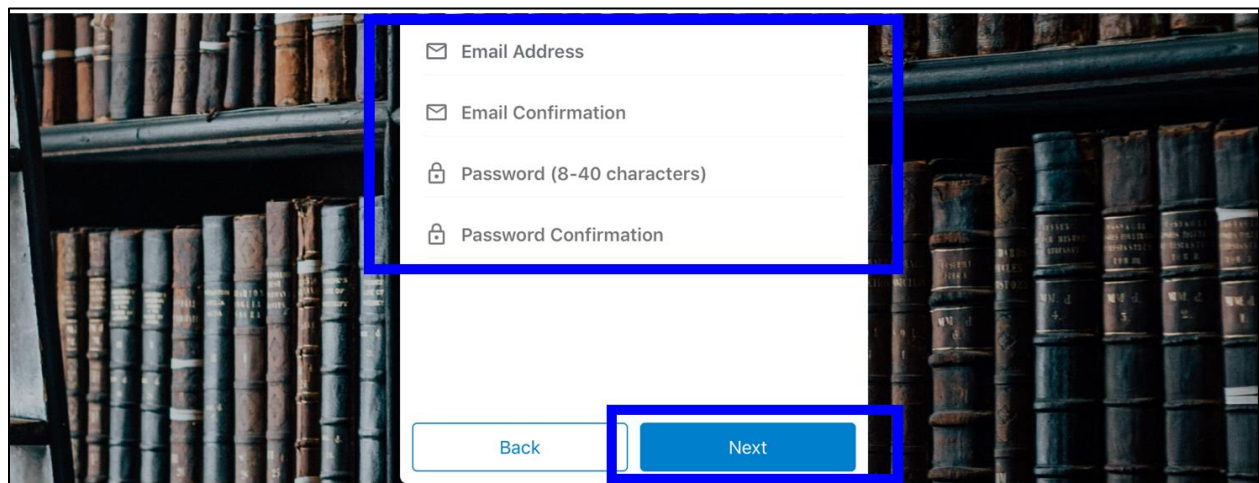 Email Address
Email Confirmation
Password (8-40 characters)
Password Confirmation
Back
Next